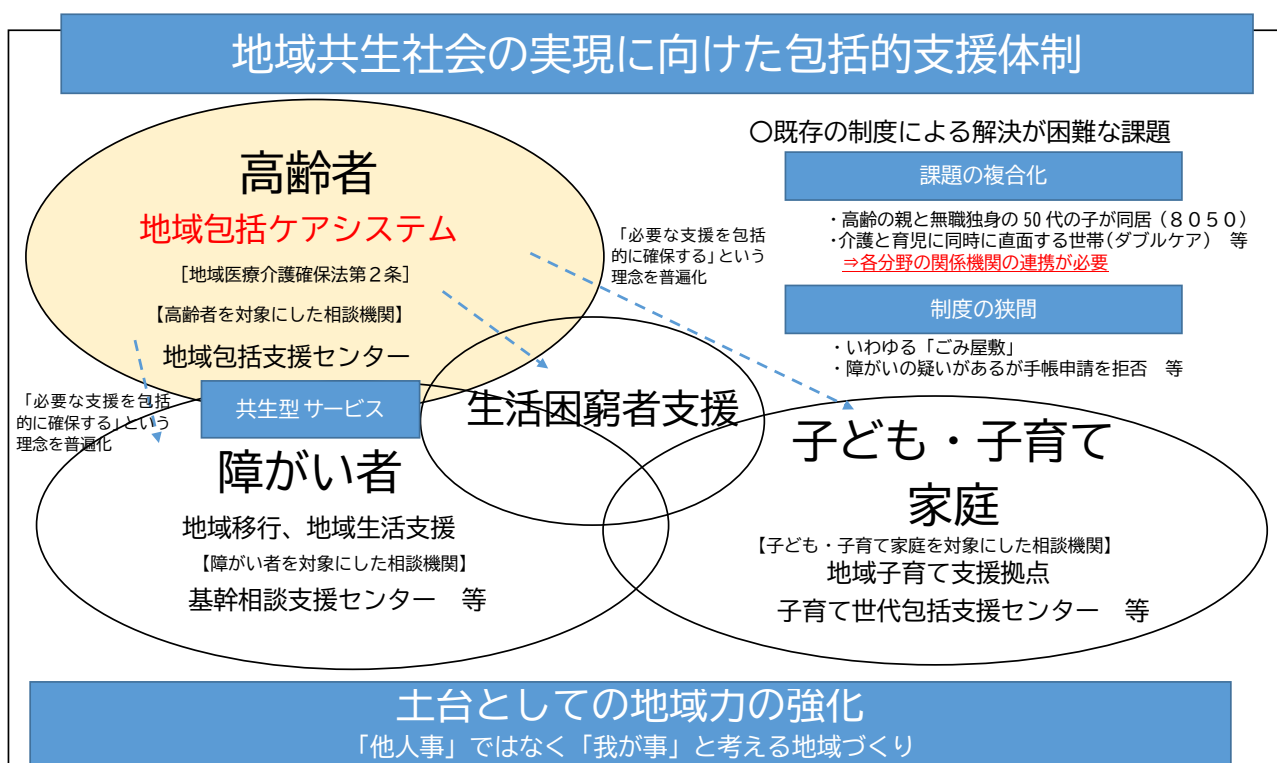 地域共生社会の実現に向けた包括的支援体制
高齢者
地域包括ケアシステム
[地域医療介護確保法第2条]
【高齢者を対象にした相談機関】
地域包括支援センター
「必要な支援を包括
的に確保する」という
理念を普遍化
〇既存の制度による解決が困難な課題
課題の複合化
・高齢の親と無職独身の50代の子が同居（８０５０）
・介護と育児に同時に直面する世帯（ダブルケア）　等
⇒各分野の関係機関の連携が必要
制度の狭間
・いわゆる「ごみ屋敷」
・障がいの疑いがあるが手帳申請を拒否　等
「必要な支援を包括
的に確保する」という
理念を普遍化
共生型サービス
生活困窮者支援
障がい者
地域移行、地域生活支援
【障がい者を対象にした相談機関】
基幹相談支援センター　等
子ども・子育て
家庭
【子ども・子育て家庭を対象にした相談機関】
地域子育て支援拠点
子育て世代包括支援センター　等
土台としての地域力の強化
「他人事」ではなく「我が事」と考える地域づくり